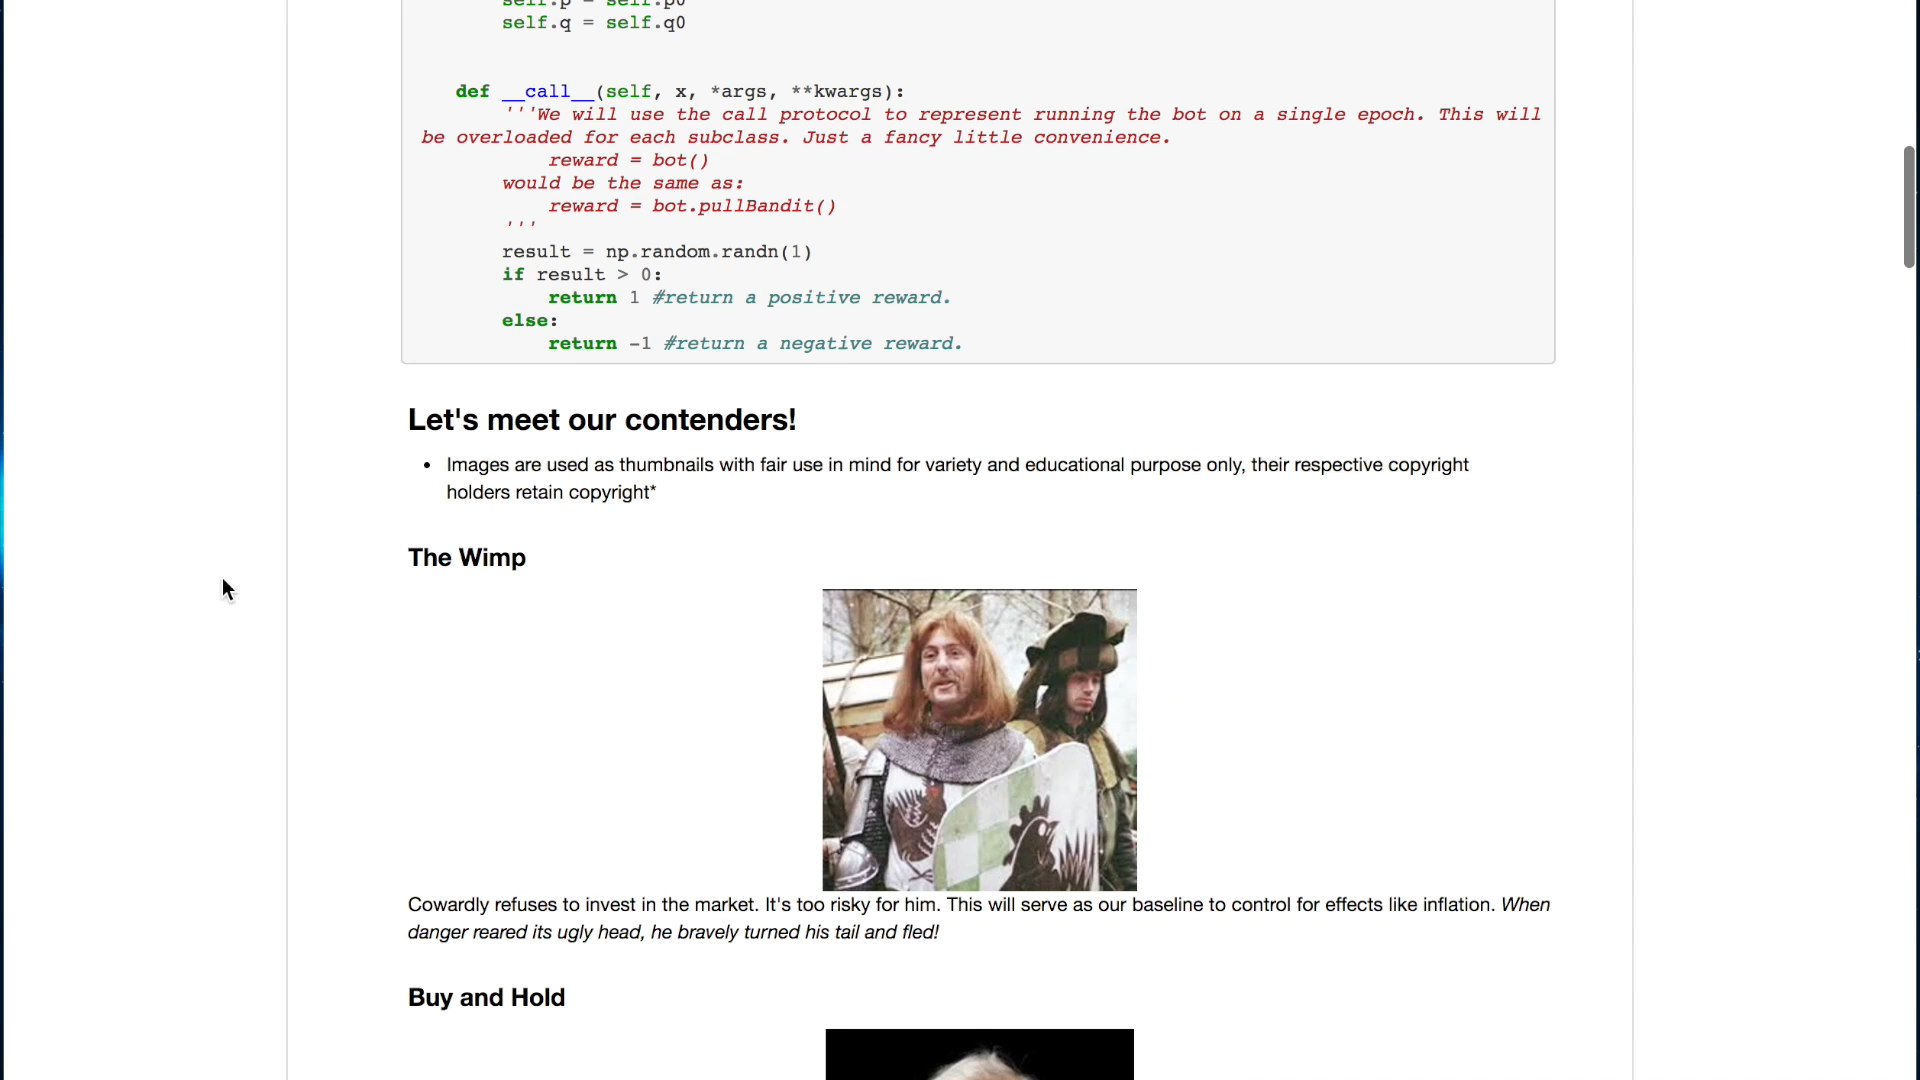 self.p = self.p0
self.q = self.q0
def __call__(self, x, *args, **kwargs):
'''We will use the call protocol to represent running the bot on a single epoch. This will
be overloaded for each subclass. Just a fancy little convenience.
reward = bot()
would be the same as:
reward = bot.pullBandit()
'''
result = np.random.randn(1)
if result > 0:
return 1 #return a positive reward.
else:
return -1 #return a negative reward.
Let's meet our contenders!
• Images are used as thumbnails with fair use in mind for variety and educational purpose only, their respective copyright
holders retain copyright*
The Wimp
Cowardly refuses to invest in the market. It's too risky for him. This will serve as our baseline to control for effects like inflation. When
danger reared its ugly head, he bravely turned his tail and fled!
Buy and Hold